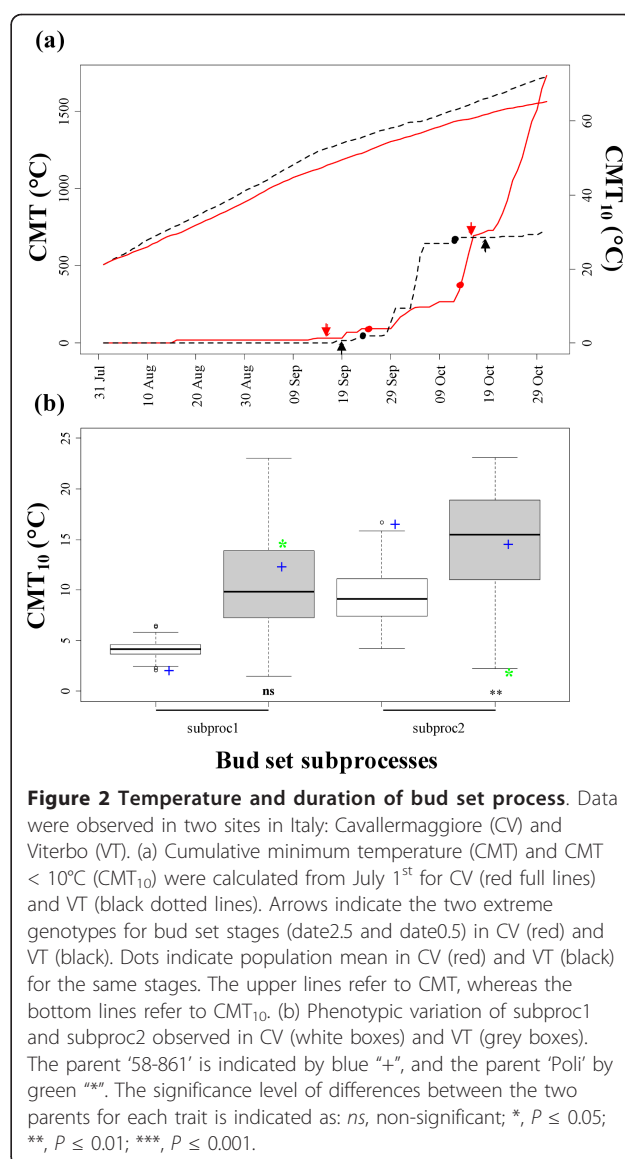 (a)
CMT (°C)
0 500 1000 1500
CMT₁₀ (°C)
0 20 40 60
31 Jul 10 Aug 20 Aug 30 Aug 09 Sep 19 Sep 29 Sep 09 Oct 19 Oct 29 Oct
(b)
CMT₁₀ (°C)
0 5 10 15 20 25
* + + + *
ns **
subproc1 subproc2
Bud set subprocesses
Figure 2 Temperature and duration of bud set process. Data
were observed in two sites in Italy: Cavallermaggiore (CV) and
Viterbo (VT). (a) Cumulative minimum temperature (CMT) and CMT
< 10°C (CMT₁₀) were calculated from July 1st for CV (red full lines)
and VT (black dotted lines). Arrows indicate the two extreme
genotypes for bud set stages (date2.5 and date0.5) in CV (red) and
VT (black). Dots indicate population mean in CV (red) and VT (black)
for the same stages. The upper lines refer to CMT, whereas the
bottom lines refer to CMT₁₀. (b) Phenotypic variation of subproc1
and subproc2 observed in CV (white boxes) and VT (grey boxes).
The parent '58-861' is indicated by blue "+", and the parent 'Poli' by
green "*". The significance level of differences between the two
parents for each trait is indicated as: ns, non-significant; *, P ≤ 0.05;
**, P ≤ 0.01; ***, P ≤ 0.001.